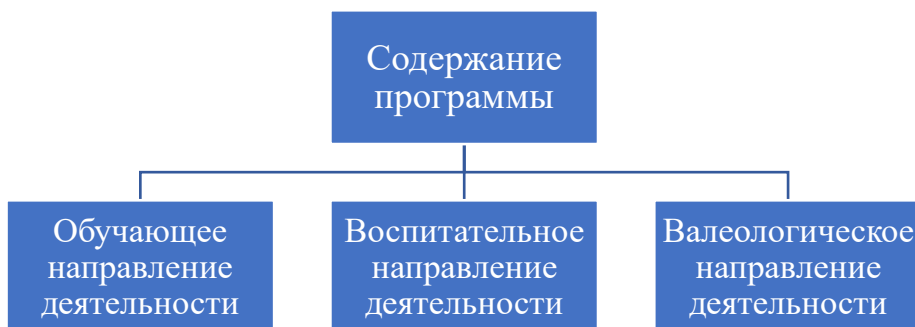 Содержание
программы
Обучающее
направление
деятельности
Воспитательное
направление
деятельности
Валеологическое
направление
деятельности